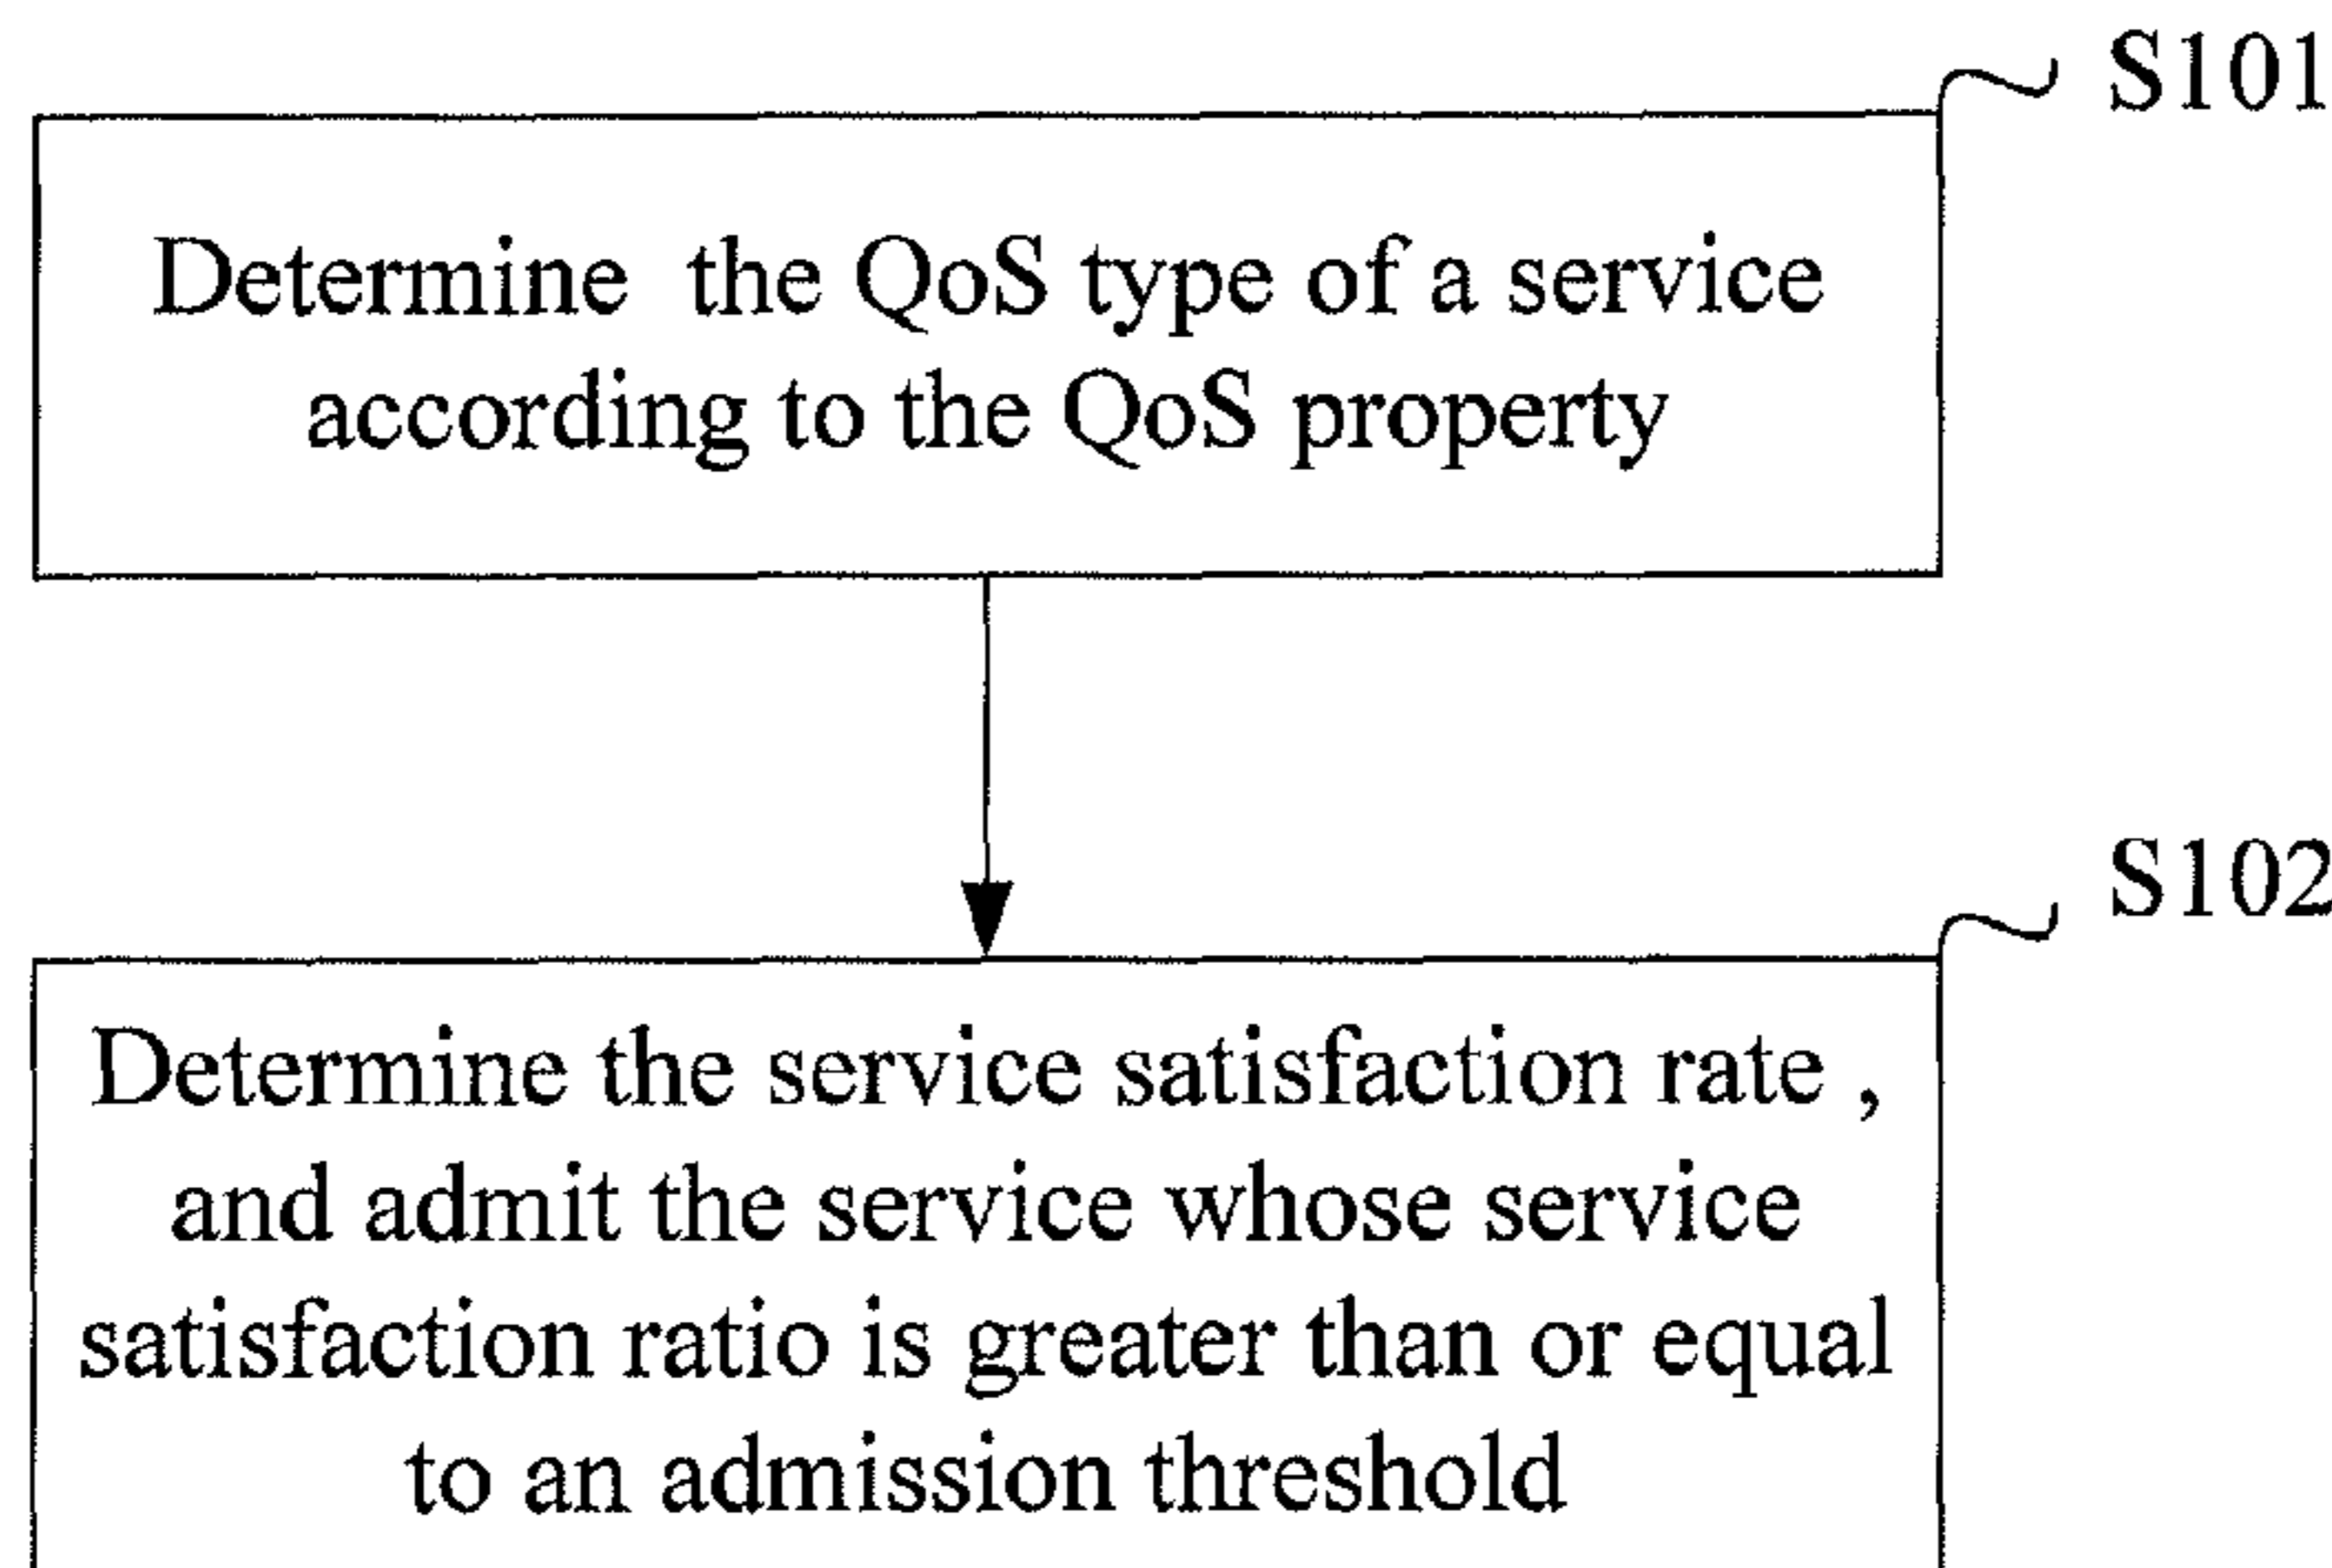 S101
Determine the QoS type of a service
according to the QoS property
S102
Determine the service satisfaction rate ,
and admit the service whose service
satisfaction ratio is greater than or equal
to an admission threshold